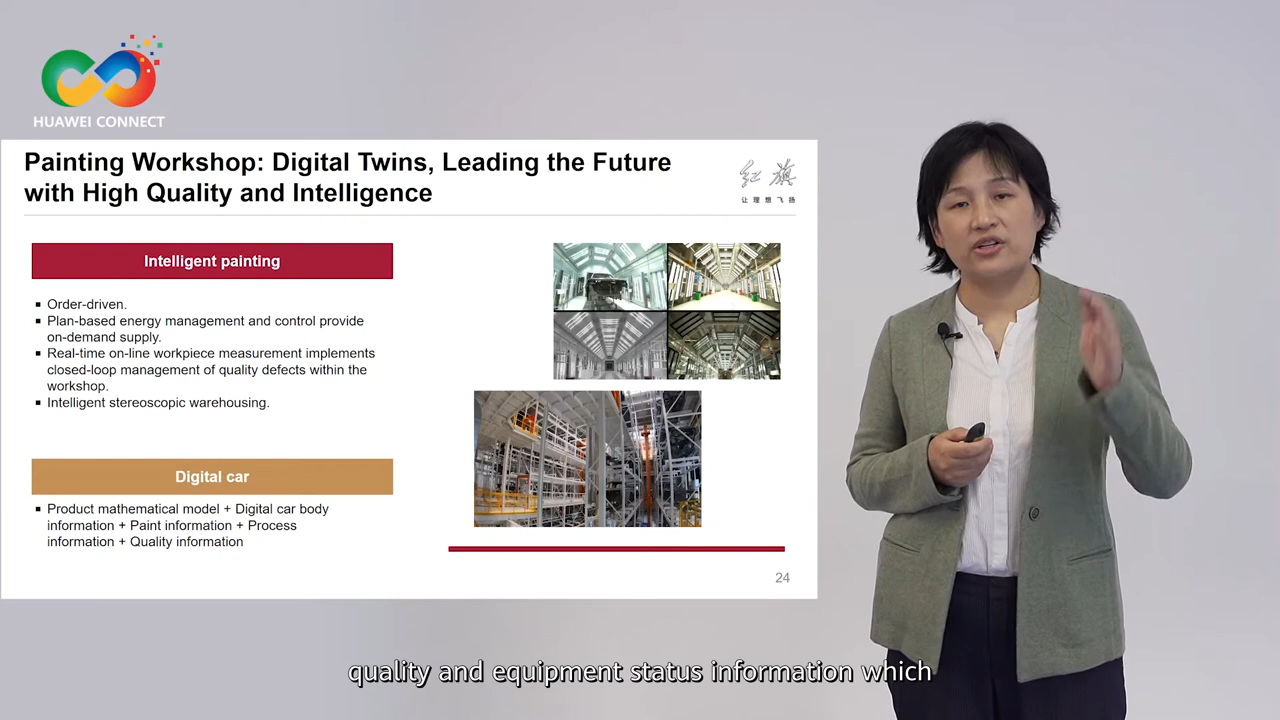 HUAWEI CONNECT
Painting Workshop: Digital Twins, Leading the Future
with High Quality and Intelligence
红旗
让理想飞扬
Intelligent painting
Order-driven.
Plan-based energy management and control provide
on-demand supply.
Real-time on-line workpiece measurement implements
closed-loop management of quality defects within the
workshop.
Intelligent stereoscopic warehousing.
Digital car
Product mathematical model + Digital car body
information + Paint information + Process
information + Quality information
24
quality and equipment status information which